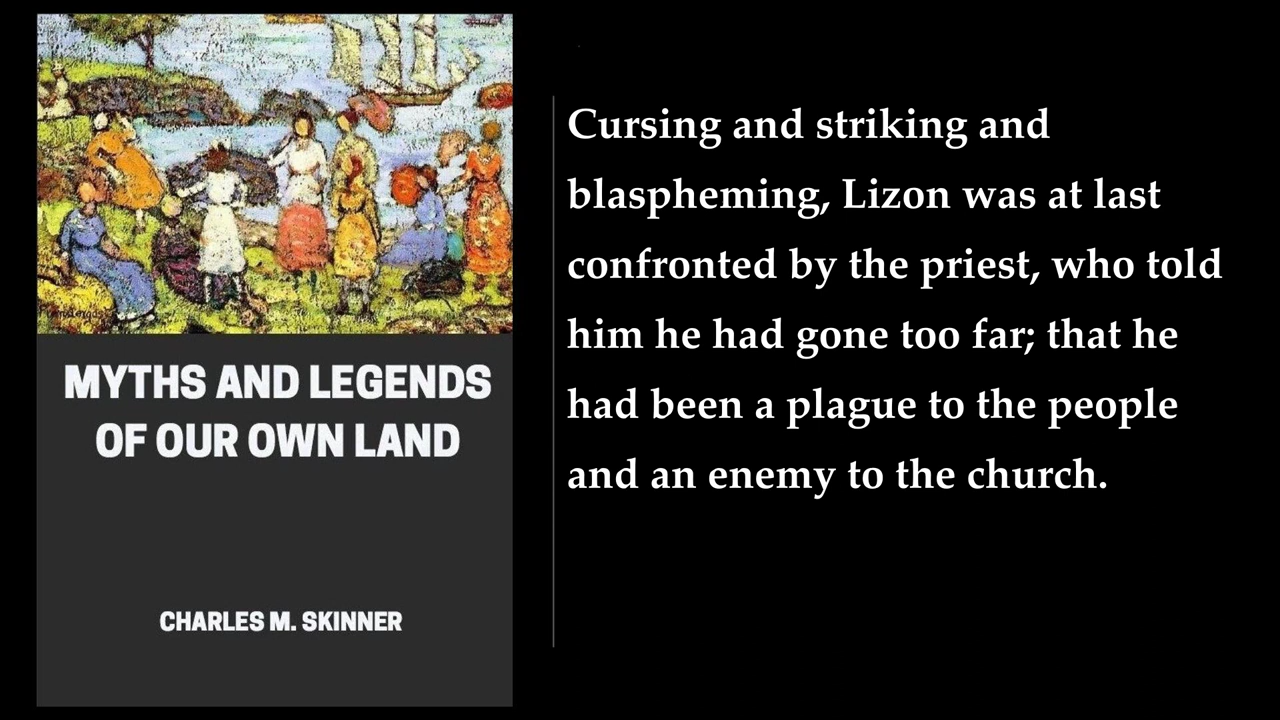 MYTHS AND LEGENDS
OF OUR OWN LAND
CHARLES M. SKINNER
Cursing and striking and
blaspheming, Lizon was at last
confronted by the priest, who told
him he had gone too far; that he
had been a plague to the people
and an enemy to the church.